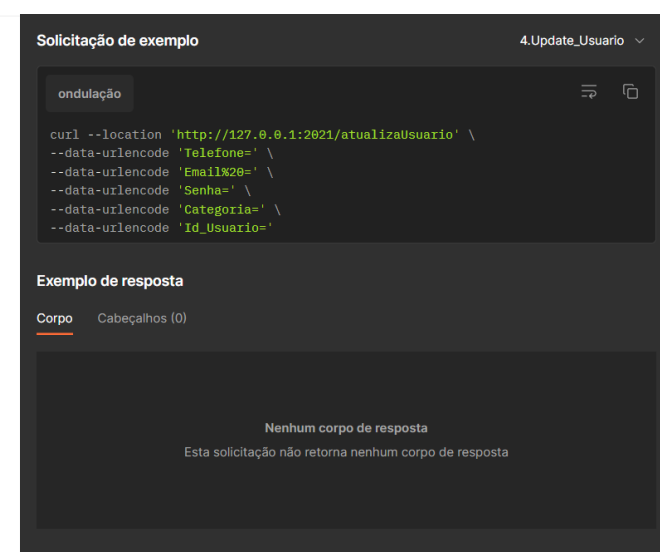 Solicitação de exemplo
4.Update_Usuario
ondulação
curl --location 'http://127.0.0.1:2021/atualizaUsuario' \
--data-urlencode 'Telefone=' \
--data-urlencode 'Email%20=' \
--data-urlencode 'Senha=' \
--data-urlencode 'Categoria=' \
--data-urlencode 'Id_Usuario='
Exemplo de resposta
Corpo
Cabeçalhos (0)
Nenhum corpo de resposta
Esta solicitação não retorna nenhum corpo de resposta